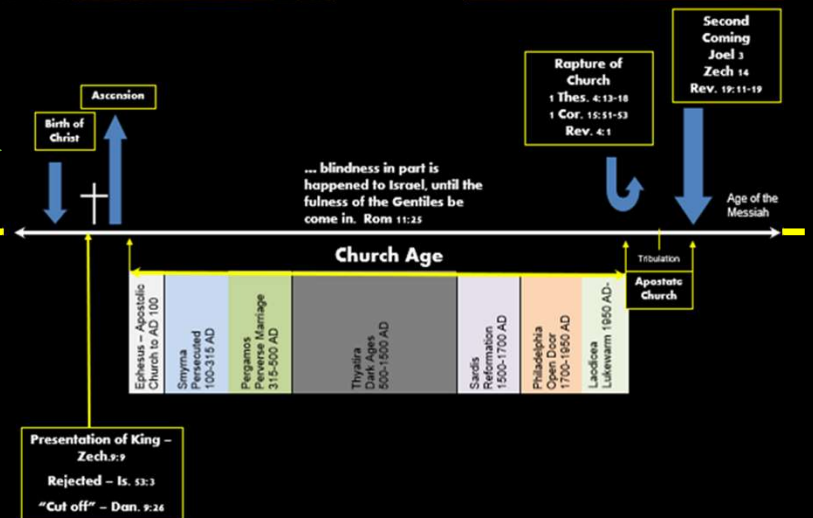 Second
Coming
Joel 3
Zech 14
Rev. 19:11-19
Rapture of
Church
1 Thes. 4:13-18
1 Cor. 15:51-53
Rev. 4:1
Ascension
Birth of
Christ
... blindness in part is
happened to Israel, until the
fulness of the Gentiles be
come in. Rom 11:25
Age of the
Messiah
Church Age
Tribulation
Apostate
Church
Ephesus – Apostolic
Church to AD 100
Smyrna
Persecuted
100-315 AD
Pergamos
Perverse Marriage
315-500 AD
Thyatira
Dark Ages
500-1500 AD
Sardis
Reformation
1500-1700 AD
Philadelphia
Open Door
1700-1950 AD
Laodicea
Lukewarm 1950 AD-
Presentation of King –
Zech.9:9
Rejected – Is. 53:3
“Cut off” – Dan. 9:26